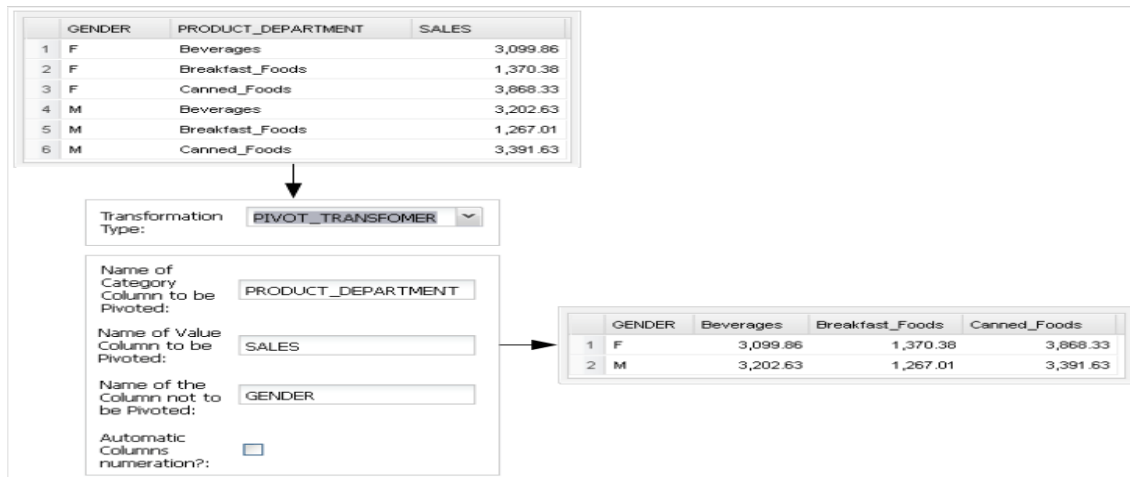 GENDER PRODUCT_DEPARTMENT SALES
1 F Beverages 3,099.86
2 F Breakfast_Foods 1,370.38
3 F Canned_Foods 3,868.33
4 M Beverages 3,202.63
5 M Breakfast_Foods 1,267.01
6 M Canned_Foods 3,391.63
Transformation
Type:
PIVOT_TRANSFOMER
Name of
Category
Column to be
Pivoted:
PRODUCT_DEPARTMENT
Name of Value
Column to be
Pivoted:
SALES
Name of the
Column not to
be Pivoted:
GENDER
Automatic
Columns
numeration?:
GENDER Beverages Breakfast_Foods Canned_Foods
1 F 3,099.86 1,370.38 3,868.33
2 M 3,202.63 1,267.01 3,391.63